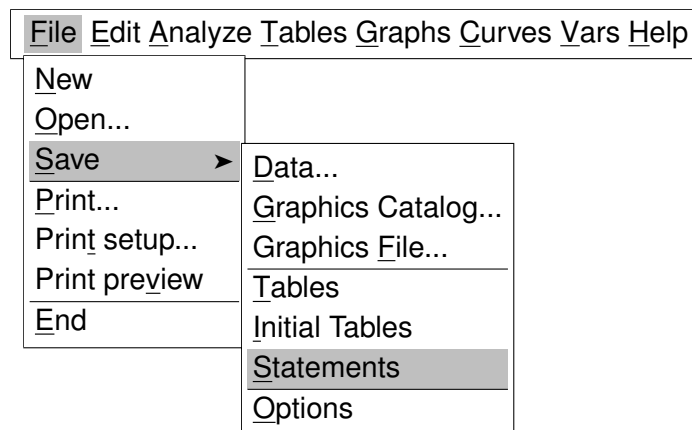 File Edit Analyze Tables Graphs Curves Vars Help
New
Open...
Save ➤
Print...
Print setup...
Print preview
End
Data...
Graphics Catalog...
Graphics File...
Tables
Initial Tables
Statements
Options